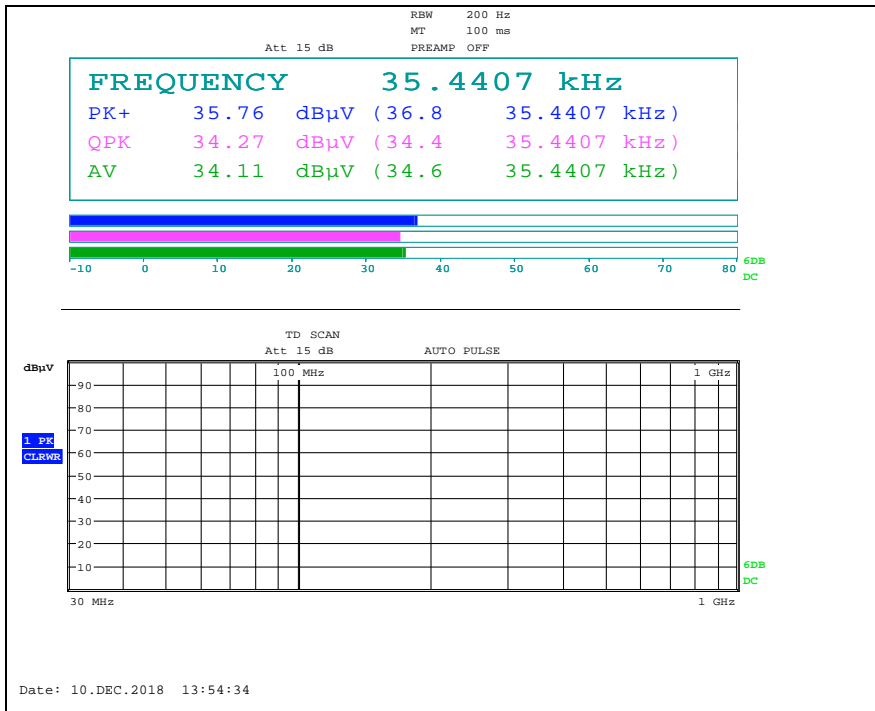 RBW 200 Hz
MT 100 ms
Att 15 dB PREAMP OFF
FREQUENCY 35.4407 kHz
PK+ 35.76 dBµV (36.8 35.4407 kHz)
QPK 34.27 dBµV (34.4 35.4407 kHz)
AV 34.11 dBµV (34.6 35.4407 kHz)
-10 0 10 20 30 40 50 60 70 80
6DB
DC
TD SCAN
Att 15 dB AUTO PULSE
dBµV
100 MHz 1 GHz
90
80
70
1 PK
60
CLRWR
50
40
30
20
10
6DB
DC
30 MHz 1 GHz
Date: 10.DEC.2018 13:54:34